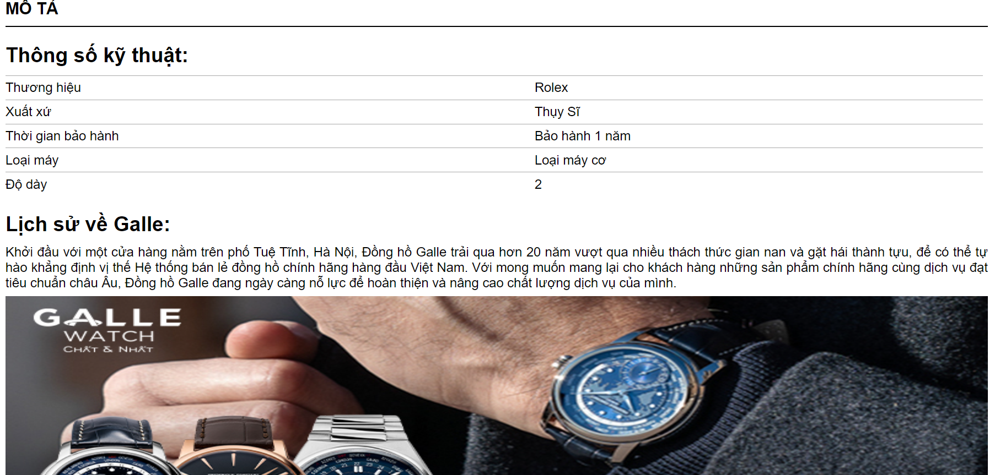 MÔ TẢ
Thông số kỹ thuật:
Thương hiệu Rolex
Xuất xứ Thụy Sĩ
Thời gian bảo hành Bảo hành 1 năm
Loại máy Loại máy cơ
Độ dày 2
Lịch sử về Galle:
Khởi đầu với một cửa hàng nằm trên phố Tuệ Tĩnh, Hà Nội, Đồng hồ Galle trải qua hơn 20 năm vượt qua nhiều thách thức gian nan và gặt hái thành tựu, để có thể tự
hào khẳng định vị thế Hệ thống bán lẻ đồng hồ chính hãng hàng đầu Việt Nam. Với mong muốn mang lại cho khách hàng những sản phẩm chính hãng cùng dịch vụ đạt
tiêu chuẩn châu Âu, Đồng hồ Galle đang ngày càng nỗ lực để hoàn thiện và nâng cao chất lượng dịch vụ của mình.
GALLE
WATCH
CHẤT & NHẤT